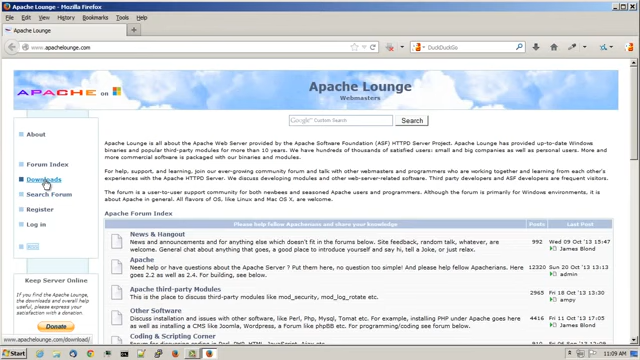 Apache Lounge - Mozilla Firefox
File Edit View History Bookmarks Tools Help
Apache Lounge
www.apachelounge.com
DuckDuckGo
APACHE on
Apache Lounge
Webmasters
Google Custom Search
Search
About
Forum Index
Downloads
Search Forum
Register
Log in
RSS
Keep Server Online
If you find the Apache Lounge,
the downloads and overall help
useful, please express your
satisfaction with a donation.
Donate
Apache Lounge is all about the Apache Web Server provided by the Apache Software Foundation (ASF) HTTPD Server Project. Apache Lounge has provided up-to-date Windows
binaries and popular third-party modules for more than 10 years. We have hundreds of thousands of satisfied users: small and big companies as well as personal users. More and
more commercial software is packaged with our binaries and modules.
For help, support, and learning, join our ever-growing community forum and talk with other webmasters who are working together and learning from each other's
experiences with the Apache HTTPD Server. We discuss developing modules and other web-server-related software. Third party developers and ASF developers are also involved.
The forum is a user-to-user support community for both newbies and seasoned Apache users and programmers. Although the forum is primarily for Windows environments, it is
about Apache in general. All flavors of OS, like Linux and Mac OS X, are welcome.
Apache Forum Index
Please help fellow Apacherians and share your knowledge Posts Last Post
News & Hangout
News and announcements and for anything else which doesn't fit in the forums below. Site feedback, random talk, whatever, are
welcome. General chat about anything that goes, a good place to introduce yourself and say hi, tell a joke, or just relax.
992 Wed 09 Oct '13 15:47
James Blond
Apache
Need help or have questions about the Apache Server ? Put them here, no question too simple! And please help fellow Apacherians.
Here goes 2.2 as well as 2.4. For building, see below.
12320 Sun 20 Oct '13 13:13
admin
Apache third-party Modules
This is the place to discuss modules like mod_security, mod_log_rotate etc.
2965 Fri 18 Oct '13 13:30
ampy
Other Software
Discussion and installation and issues with other software, like Perl, Php, Mysql, Tomcat etc. For example, installing PHP under Apache goes
here as well as installing a CMS like Joomla, Wordpress, a Forum like phpBB etc. For programming/coding see forum below.
4416 Fri 11 Oct '13 17:01
James Blond
Coding & Scripting Corner
www.apachelounge.com/download/
Start
11:09 AM